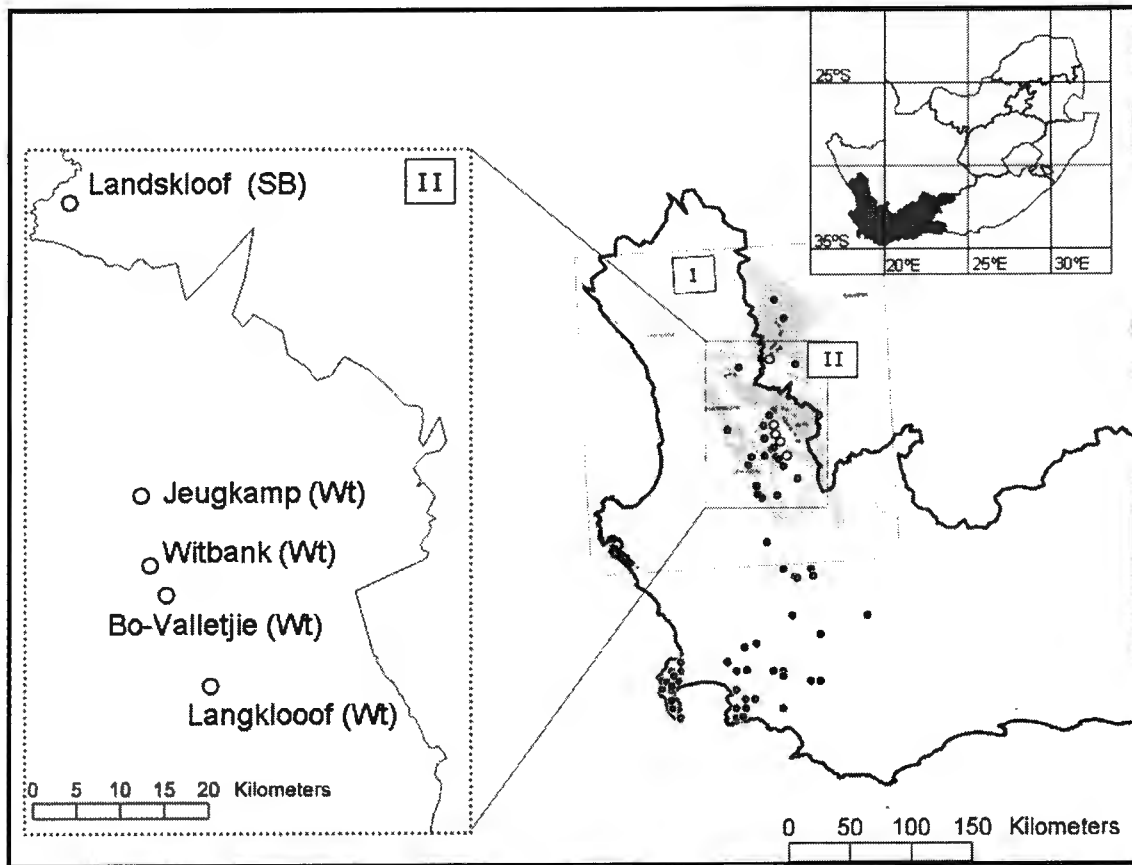 25°S
35°S
20°E 25°E 30°E
II
Landskloof (SB)
Jeugkamp (Wt)
Witbank (Wt)
Bo-Valletjie (Wt)
Langklooof (Wt)
0 5 10 15 20 Kilometers
I
II
0 50 100 150 Kilometers